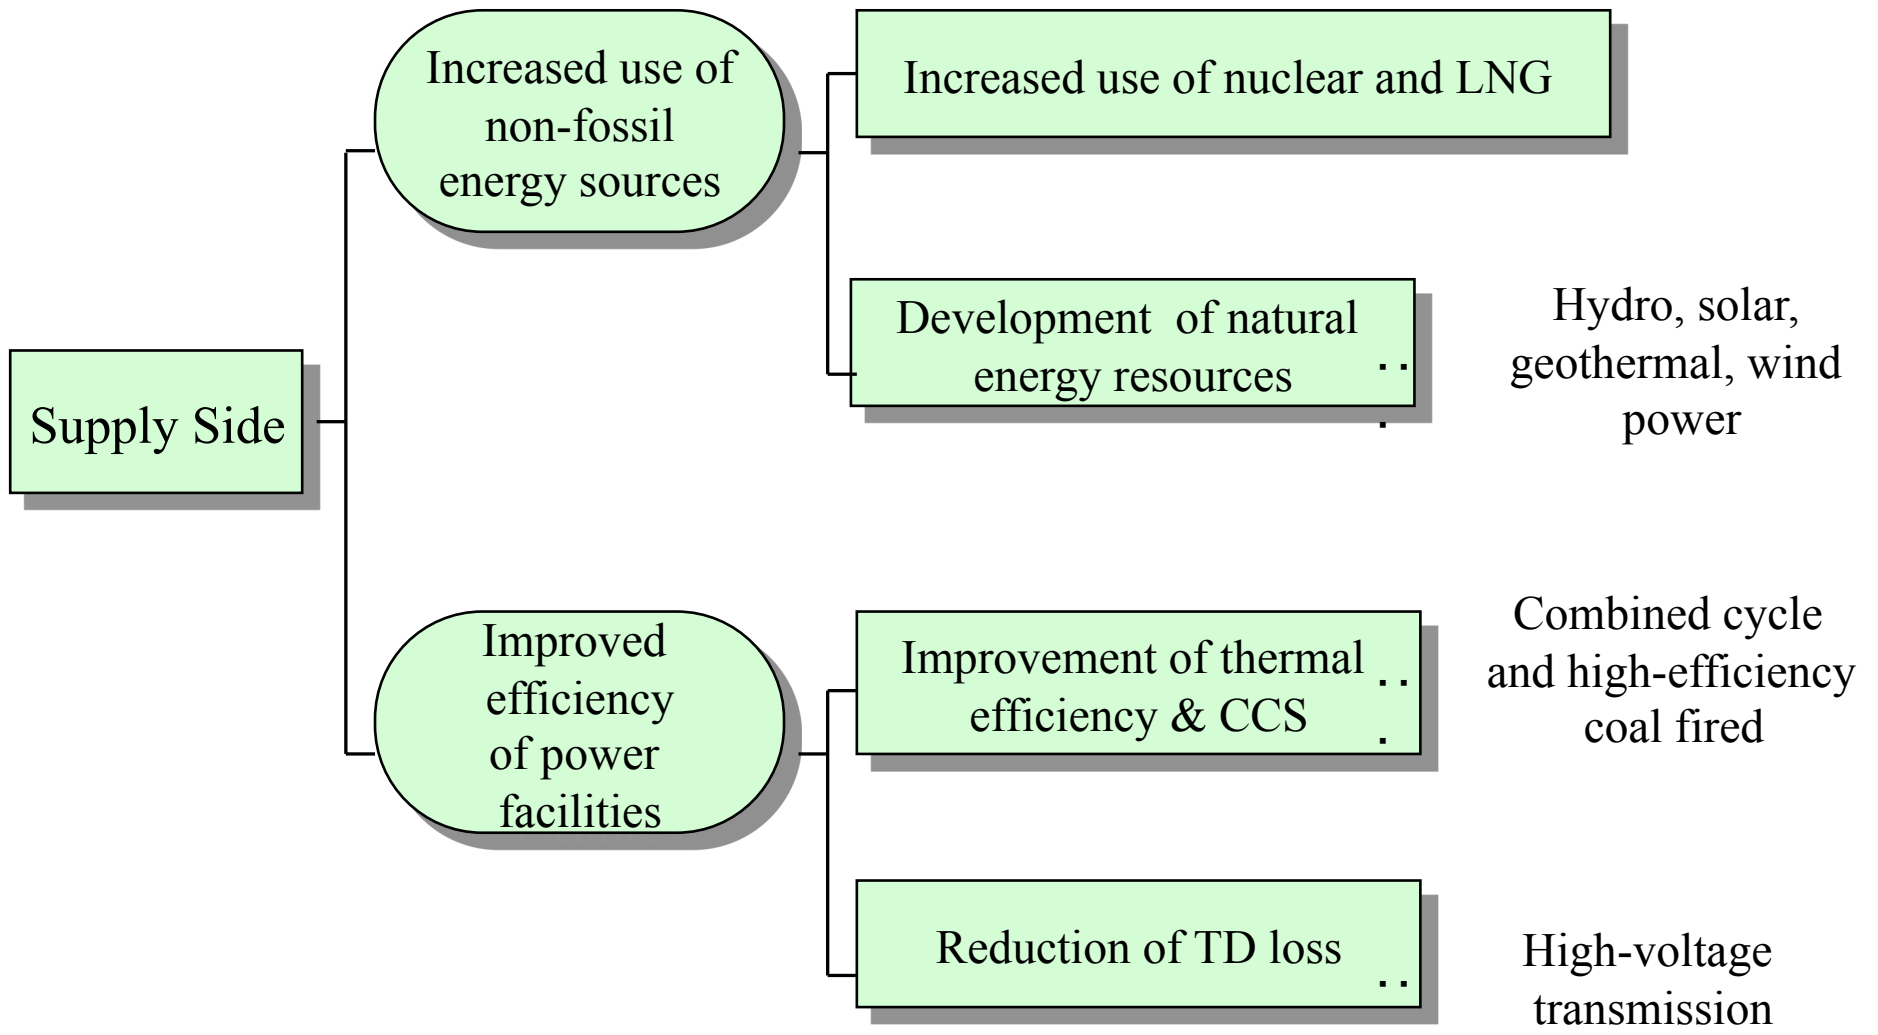 Increased use of
non-fossil
energy sources
Increased use of nuclear and LNG
Development  of natural
energy resources
..
.
Hydro, solar,
geothermal, wind
power
Supply Side
Improved
efficiency
of power
facilities
Improvement of thermal
efficiency & CCS
..
.
Combined cycle
and high-efficiency
coal fired
Reduction of TD loss
..
High-voltage
transmission